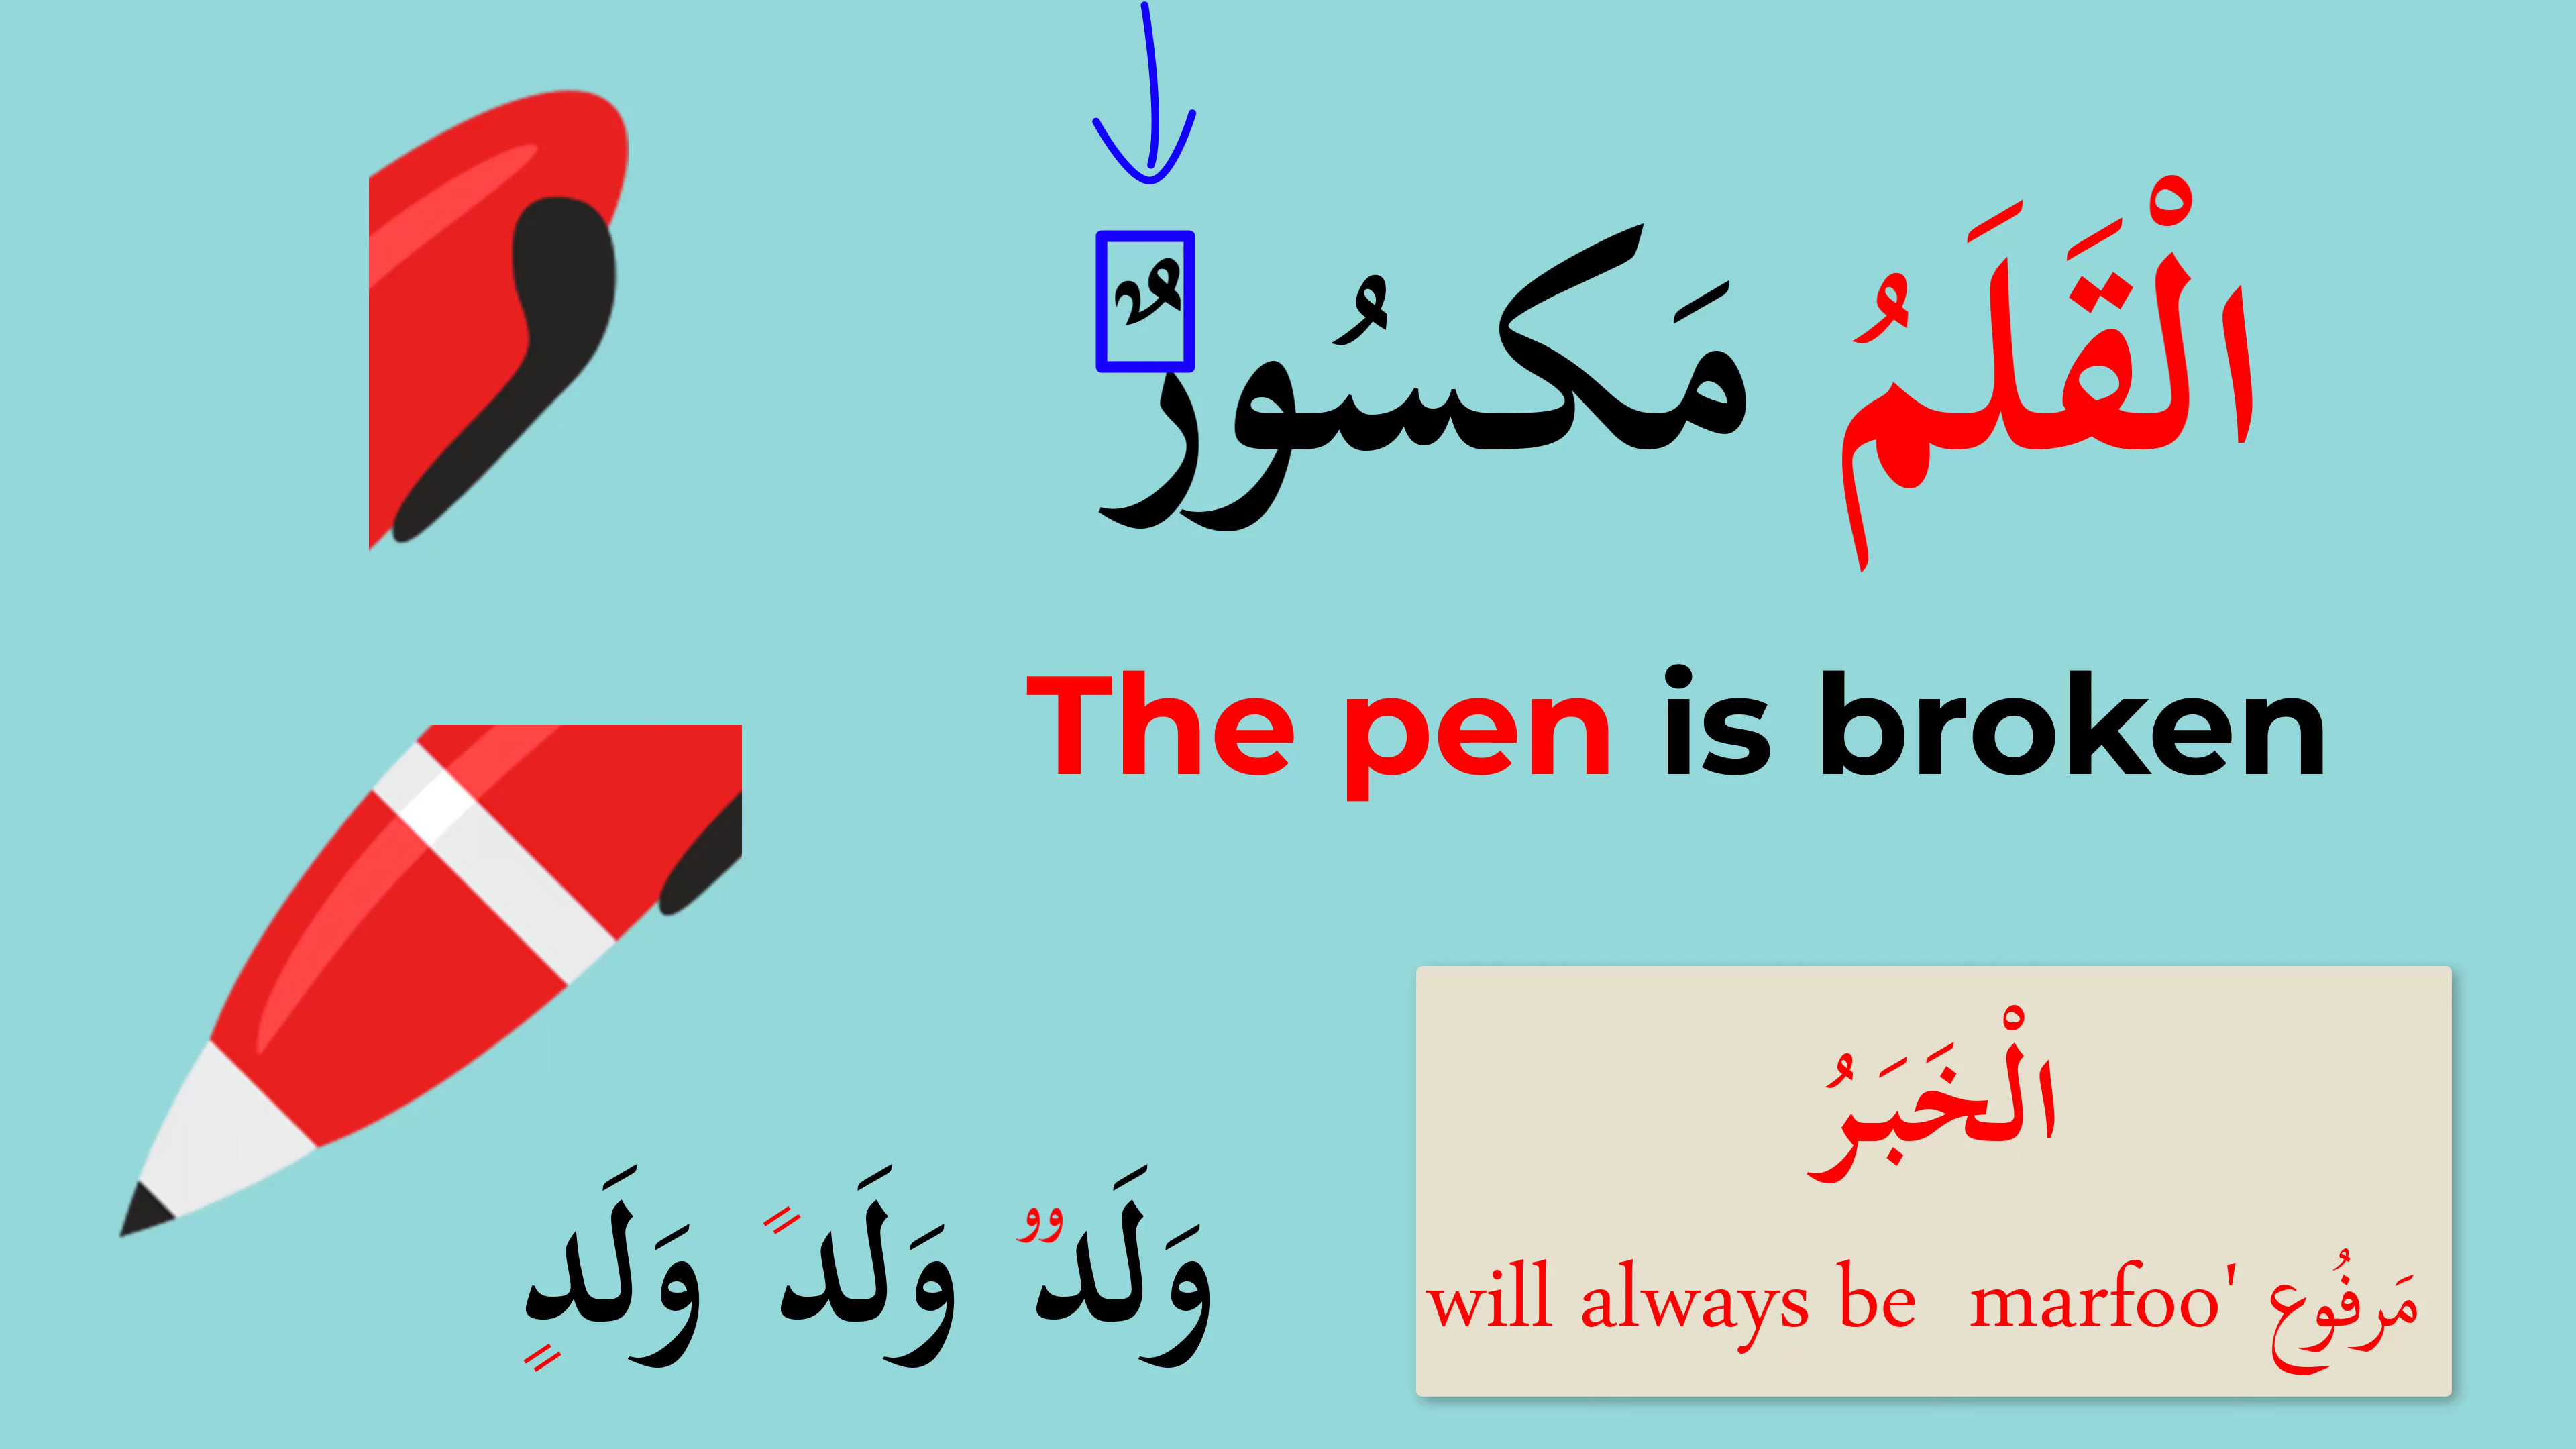 الْقَلَمُ مَكسُورٌ
The pen is broken
الْخَبَرُ
will always be marfoo' مَرفُوع
وَلَدٌ وَلَدً وَلَدٍ